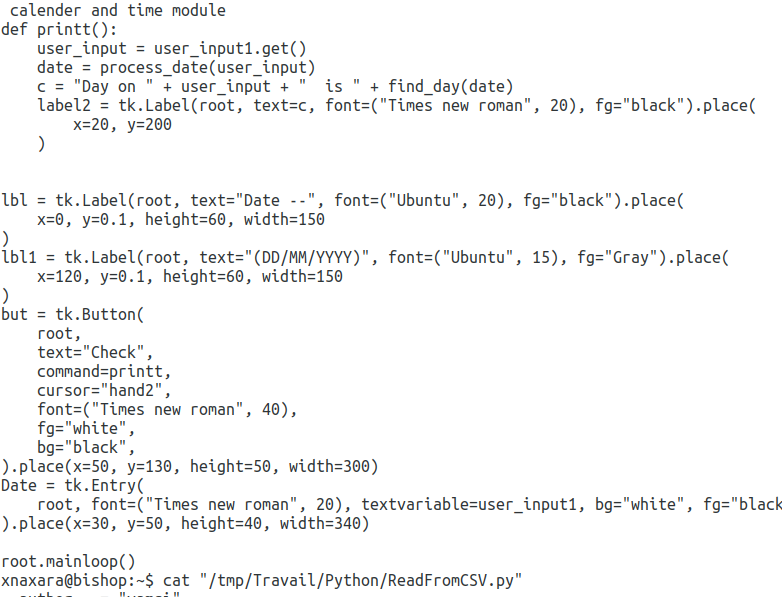 calender and time module
def printt():
    user_input = user_input1.get()
    date = process_date(user_input)
    c = "Day on " + user_input + "  is " + find_day(date)
    label2 = tk.Label(root, text=c, font=("Times new roman", 20), fg="black").place(
        x=20, y=200
    )
lbl = tk.Label(root, text="Date --", font=("Ubuntu", 20), fg="black").place(
    x=0, y=0.1, height=60, width=150
)
lbl1 = tk.Label(root, text="(DD/MM/YYYY)", font=("Ubuntu", 15), fg="Gray").place(
    x=120, y=0.1, height=60, width=150
)
but = tk.Button(
    root,
    text="Check",
    command=printt,
    cursor="hand2",
    font=("Times new roman", 40),
    fg="white",
    bg="black",
).place(x=50, y=130, height=50, width=300)
Date = tk.Entry(
    root, font=("Times new roman", 20), textvariable=user_input1, bg="white", fg="black
).place(x=30, y=50, height=40, width=340)
root.mainloop()
xnaxara@bishop:~$ cat "/tmp/Travail/Python/ReadFromCSV.py"